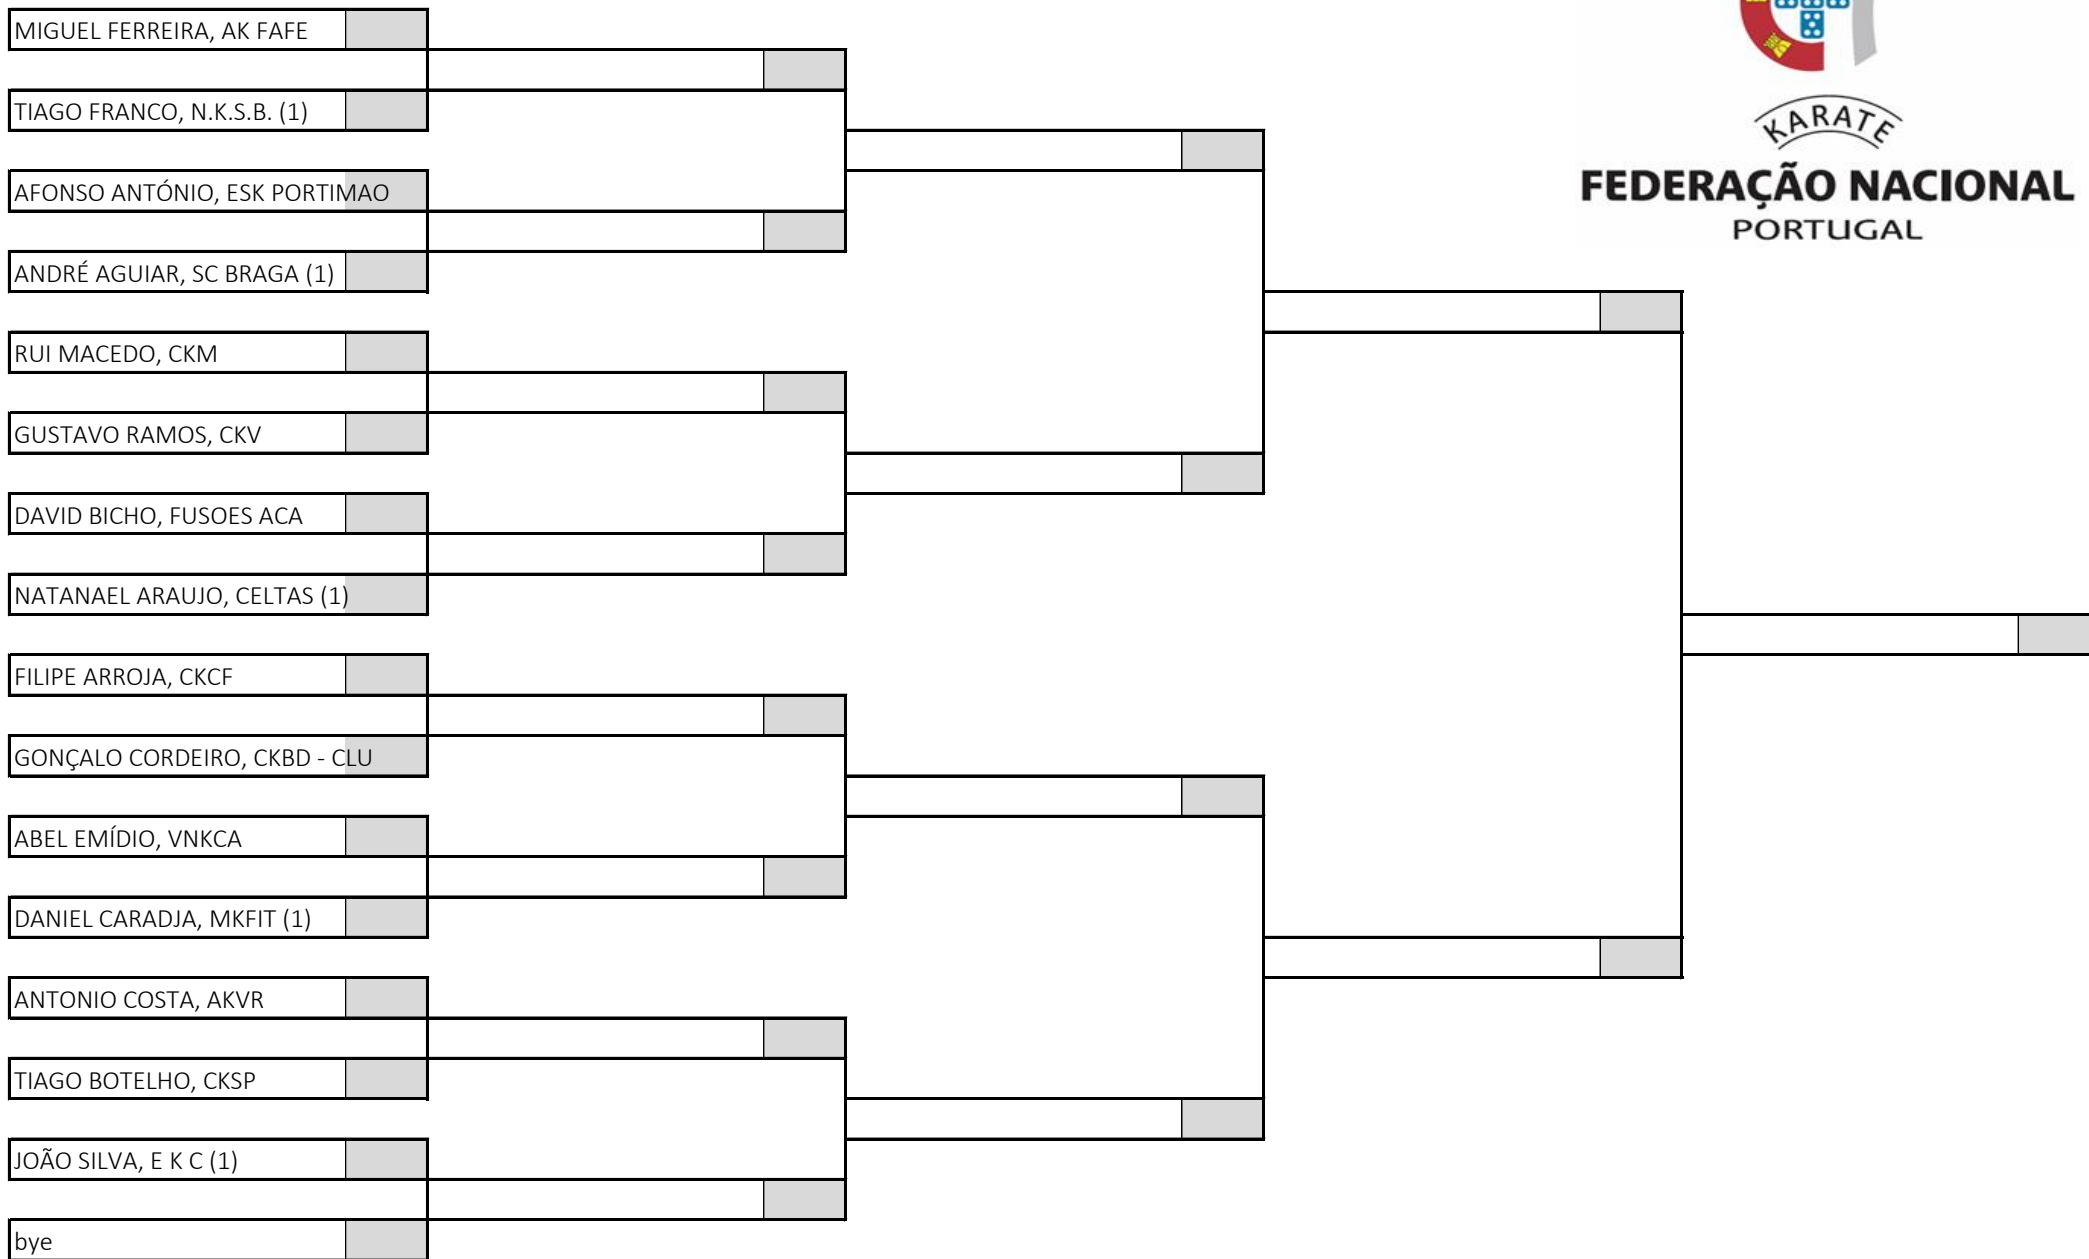 MIGUEL FERREIRA, AK FAFE
TIAGO FRANCO, N.K.S.B. (1)
AFONSO ANTÓNIO, ESK PORTIMAO
ANDRÉ AGUIAR, SC BRAGA (1)
RUI MACEDO, CKM
GUSTAVO RAMOS, CKV
DAVID BICHO, FUSOES ACA
NATANAEL ARAUJO, CELTAS (1)
FILIPE ARROJA, CKCF
GONÇALO CORDEIRO, CKBD - CLU
ABEL EMÍDIO, VNKCA
DANIEL CARADJA, MKFIT (1)
ANTONIO COSTA, AKVR
TIAGO BOTELHO, CKSP
JOÃO SILVA, E K C (1)
bye
KARATE
FEDERAÇÃO NACIONAL
PORTUGAL